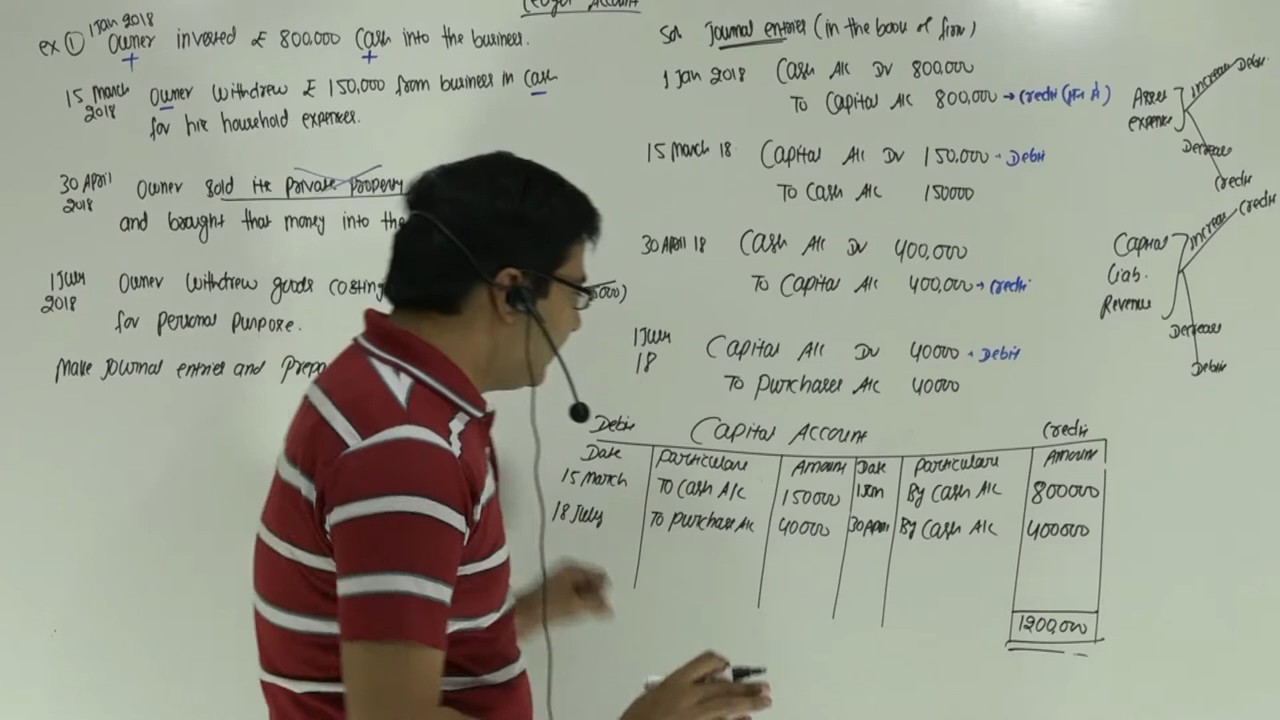 Ledger Account
1 Jan 2018
ex ① Owner invested £ 800,000 Cash into the business.
+ +
15 March 2018 Owner withdrew £ 150,000 from business in cash
for his household expenses.
30 April 2018 Owner sold his private property
and brought that money into the
1 July 2018 Owner withdrew goods costing
for personal purpose.
Make Journal entries and Prepa
Sol Journal entries (in the book of firm)
1 Jan 2018 Cash A/c Dr 800,000
To Capital A/c 800,000 → Credit
15 March 18 Capital A/c Dr 150,000 - Debit
To Cash A/c 150000
30 April 18 Cash A/c Dr 400,000
To Capital A/c 400,000 → Credit
1 July 18 Capital A/c Dr 40000 - Debit
To Purchases A/c 40000
Asset
expense
Increase Debit
Decrease
Credit
Capital
Liab.
Revenue
Increase Credit
Decrease
Debit
Debit Capital Account Credit
Date Particulars Amount Date Particulars Amount
15 March To Cash A/c 150000 1 Jan By Cash A/c 800000
18 July To Purchase A/c 40000 30 April By Cash A/c 400000
1200,000